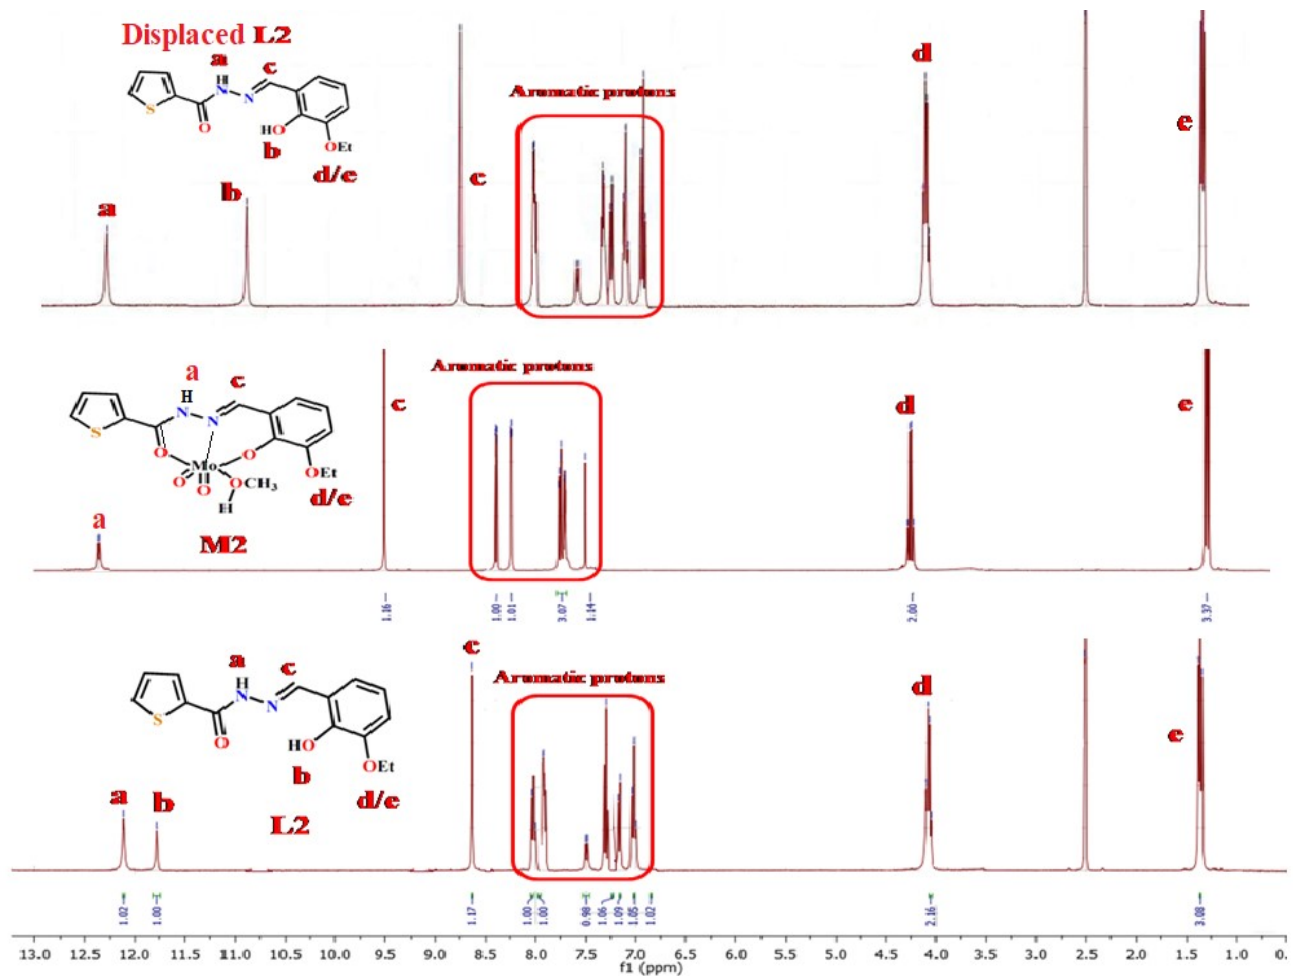 Displaced L2
a
H
N
N
c
S
O
HO
b
OEt
d/e
a
b
c
Aromatic protons
d
e
a
H
N
N
c
S
O
Mo
O
O
O
OCH₃
H
OEt
d/e
M2
a
c
Aromatic protons
d
e
1.16
1.00
1.01
3.07
1.14
2.00
3.37
a
H
N
N
c
S
O
HO
b
OEt
d/e
L2
a
b
c
Aromatic protons
d
e
1.02
1.00
1.17
1.00
1.00
0.98
1.06
1.09
1.05
1.02
2.16
3.08
13.0 12.5 12.0 11.5 11.0 10.5 10.0 9.5 9.0 8.5 8.0 7.5 7.0 6.5 6.0 5.5 5.0 4.5 4.0 3.5 3.0 2.5 2.0 1.5 1.0 0.
f1 (ppm)